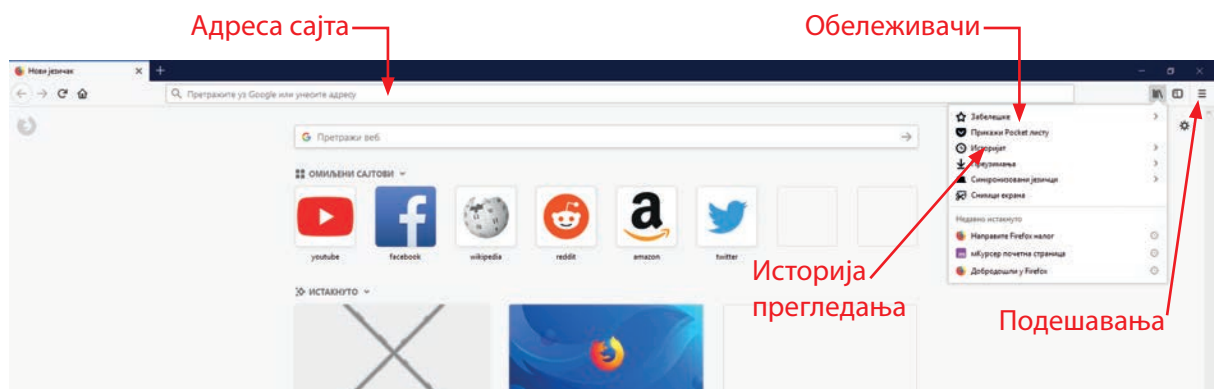 Адреса сајта
Обележивачи
Нови језичак
Претражите уз Google или унесите адресу
Забелешке
Прикажи Pocket листу
Историјат
Преузимања
Синхронизовани језичци
Снимци екрана
Недавно истакнуто
Направите Firefox налог
мКурсер почетна страница
Добродошли у Firefox
Претражи веб
ОМИЉЕНИ САЈТОВИ
youtube facebook wikipedia reddit amazon twitter
Историја
прегледања
Подешавања
ИСТАКНУТО